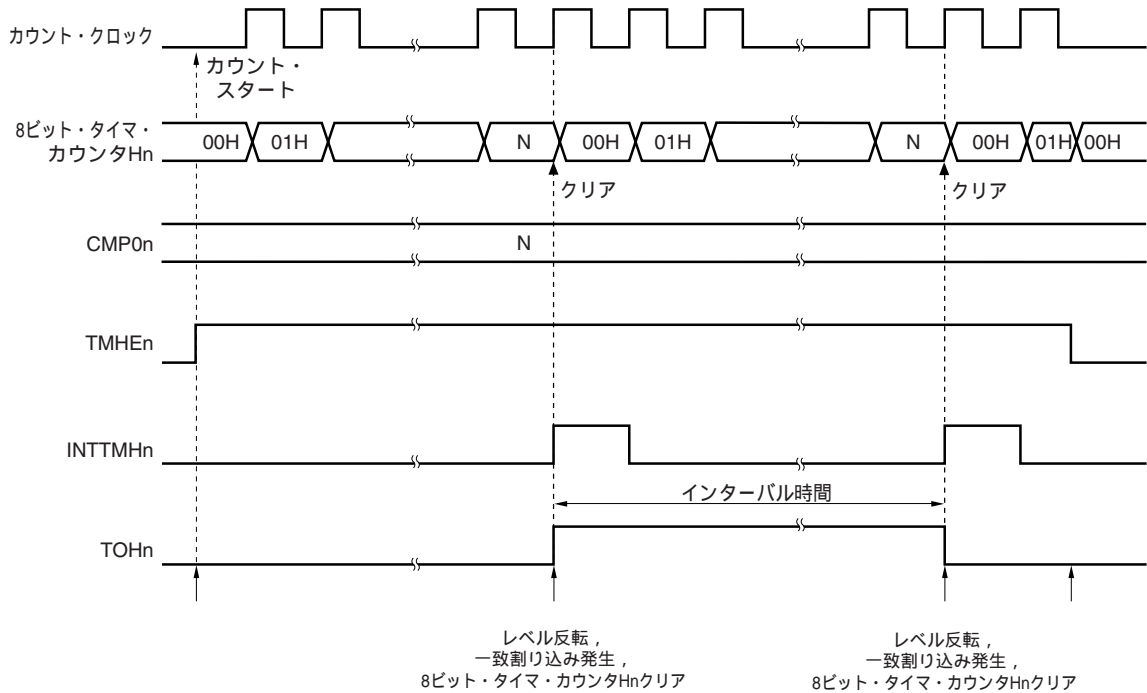 カウント・クロック
カウント・
スタート
8ビット・タイマ・
カウンタHn
00H
01H
N
00H
01H
N
00H
01H
00H
クリア
クリア
CMP0n
N
TMHEn
INTTMHn
インターバル時間
TOHn
レベル反転,
一致割り込み発生,
8ビット・タイマ・カウンタHnクリア
レベル反転,
一致割り込み発生,
8ビット・タイマ・カウンタHnクリア